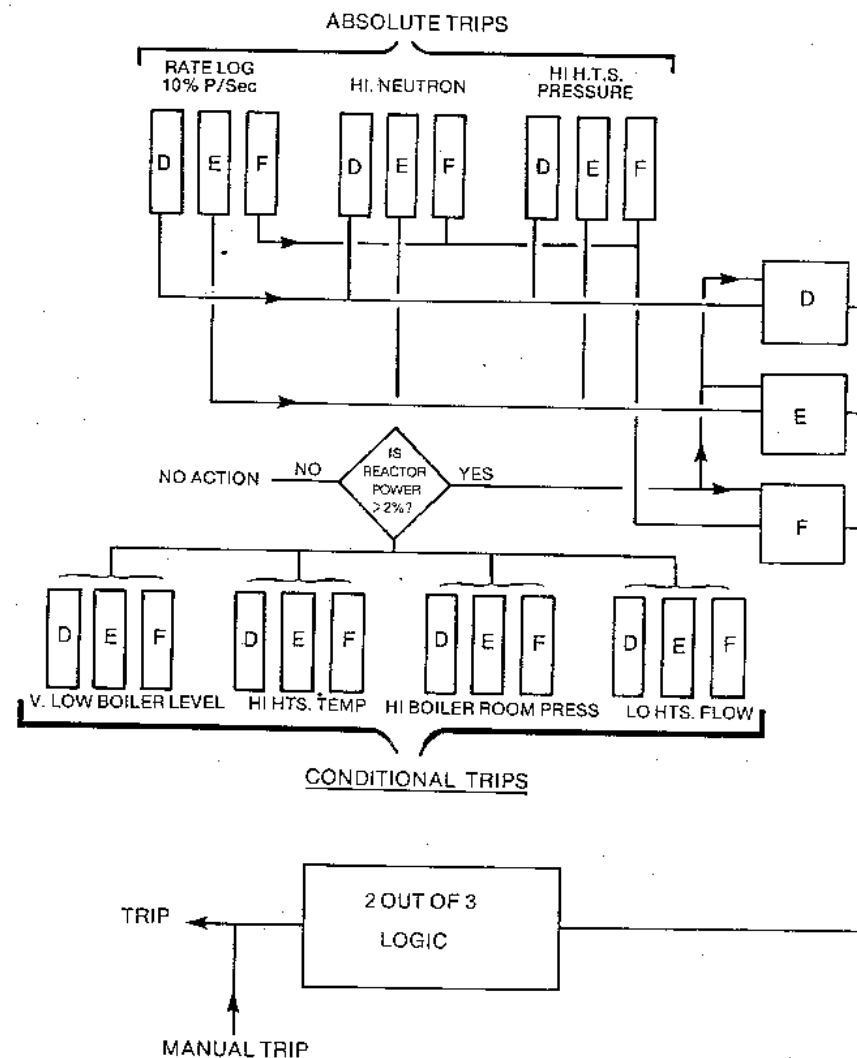 ABSOLUTE TRIPS
RATE LOG
10% P/Sec
HI. NEUTRON
HI H.T.S.
PRESSURE
D E F D E F D E F
D
E
IS
REACTOR
POWER
>2%?
NO ACTION NO YES
F
D E F D E F D E F D E F
V. LOW BOILER LEVEL HI HTS. TEMP HI BOILER ROOM PRESS LO HTS. FLOW
CONDITIONAL TRIPS
2 OUT OF 3
LOGIC
TRIP
MANUAL TRIP